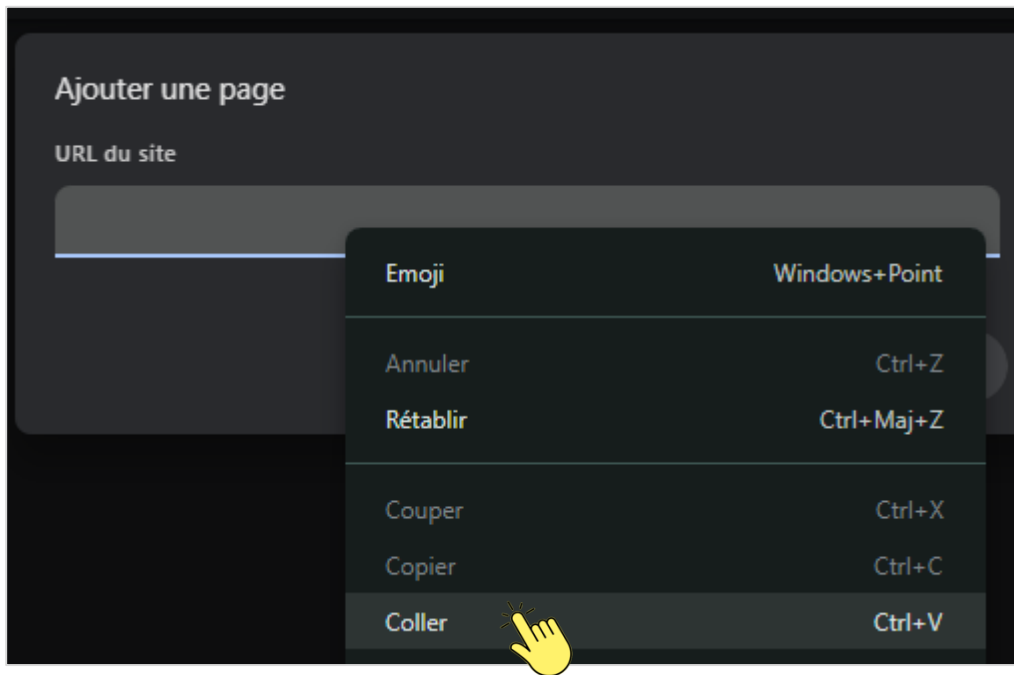 Ajouter une page
URL du site
Emoji Windows+Point
Annuler Ctrl+Z
Rétablir Ctrl+Maj+Z
Couper Ctrl+X
Copier Ctrl+C
Coller Ctrl+V